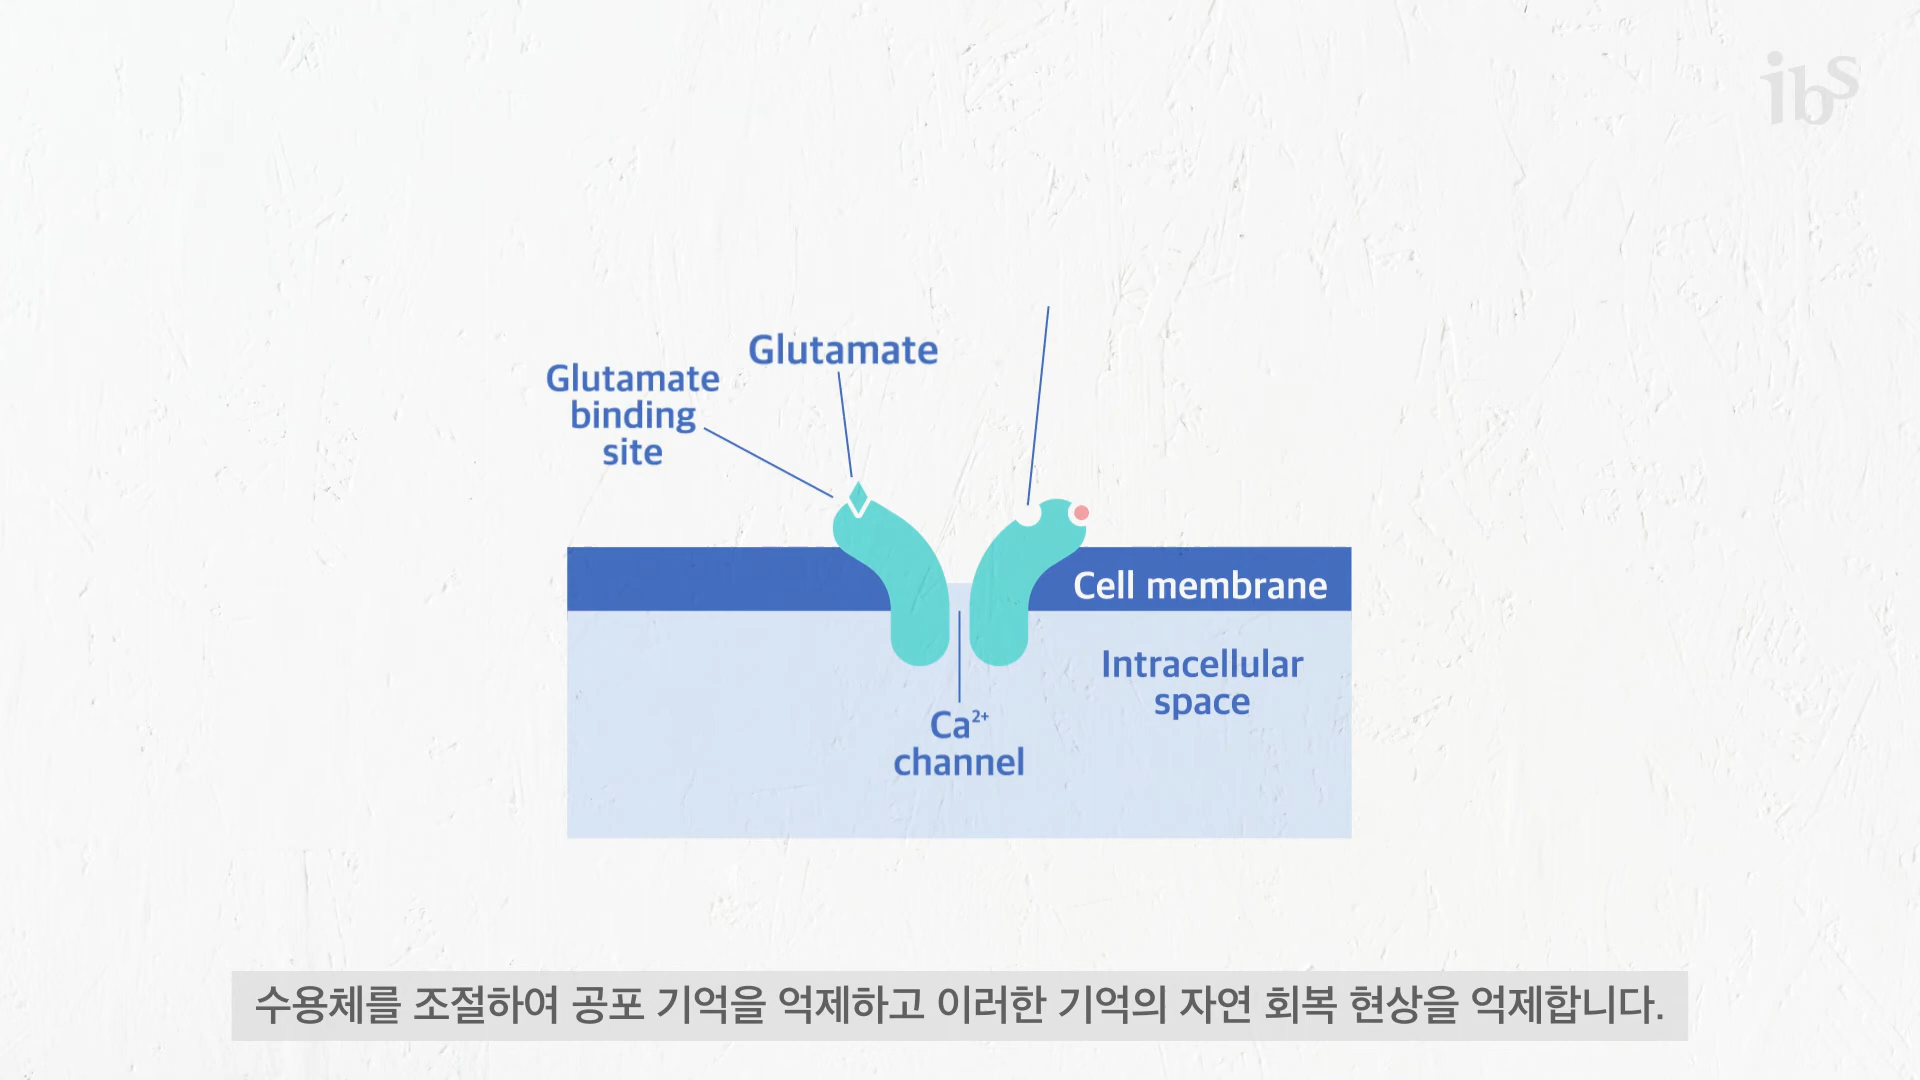 ibs
Glutamate
Glutamate
binding
site
Cell membrane
Intracellular
space
Ca²⁺
channel
수용체를 조절하여 공포 기억을 억제하고 이러한 기억의 자연 회복 현상을 억제합니다.